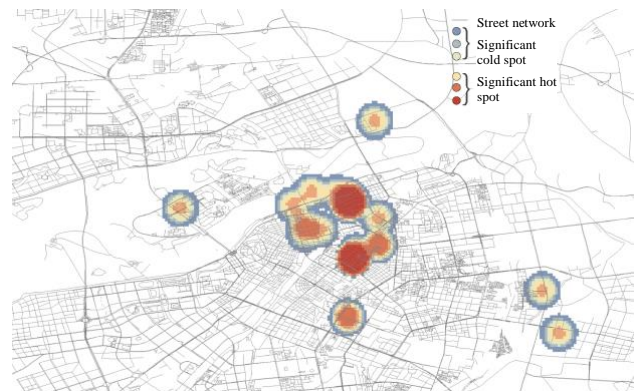 Street network
Significant
cold spot
Significant hot
spot